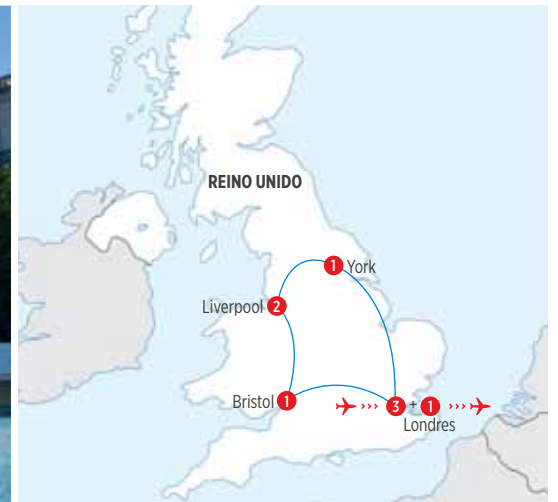 REINO UNIDO
1 York
Liverpool 2
Bristol 1
3 + 1
Londres